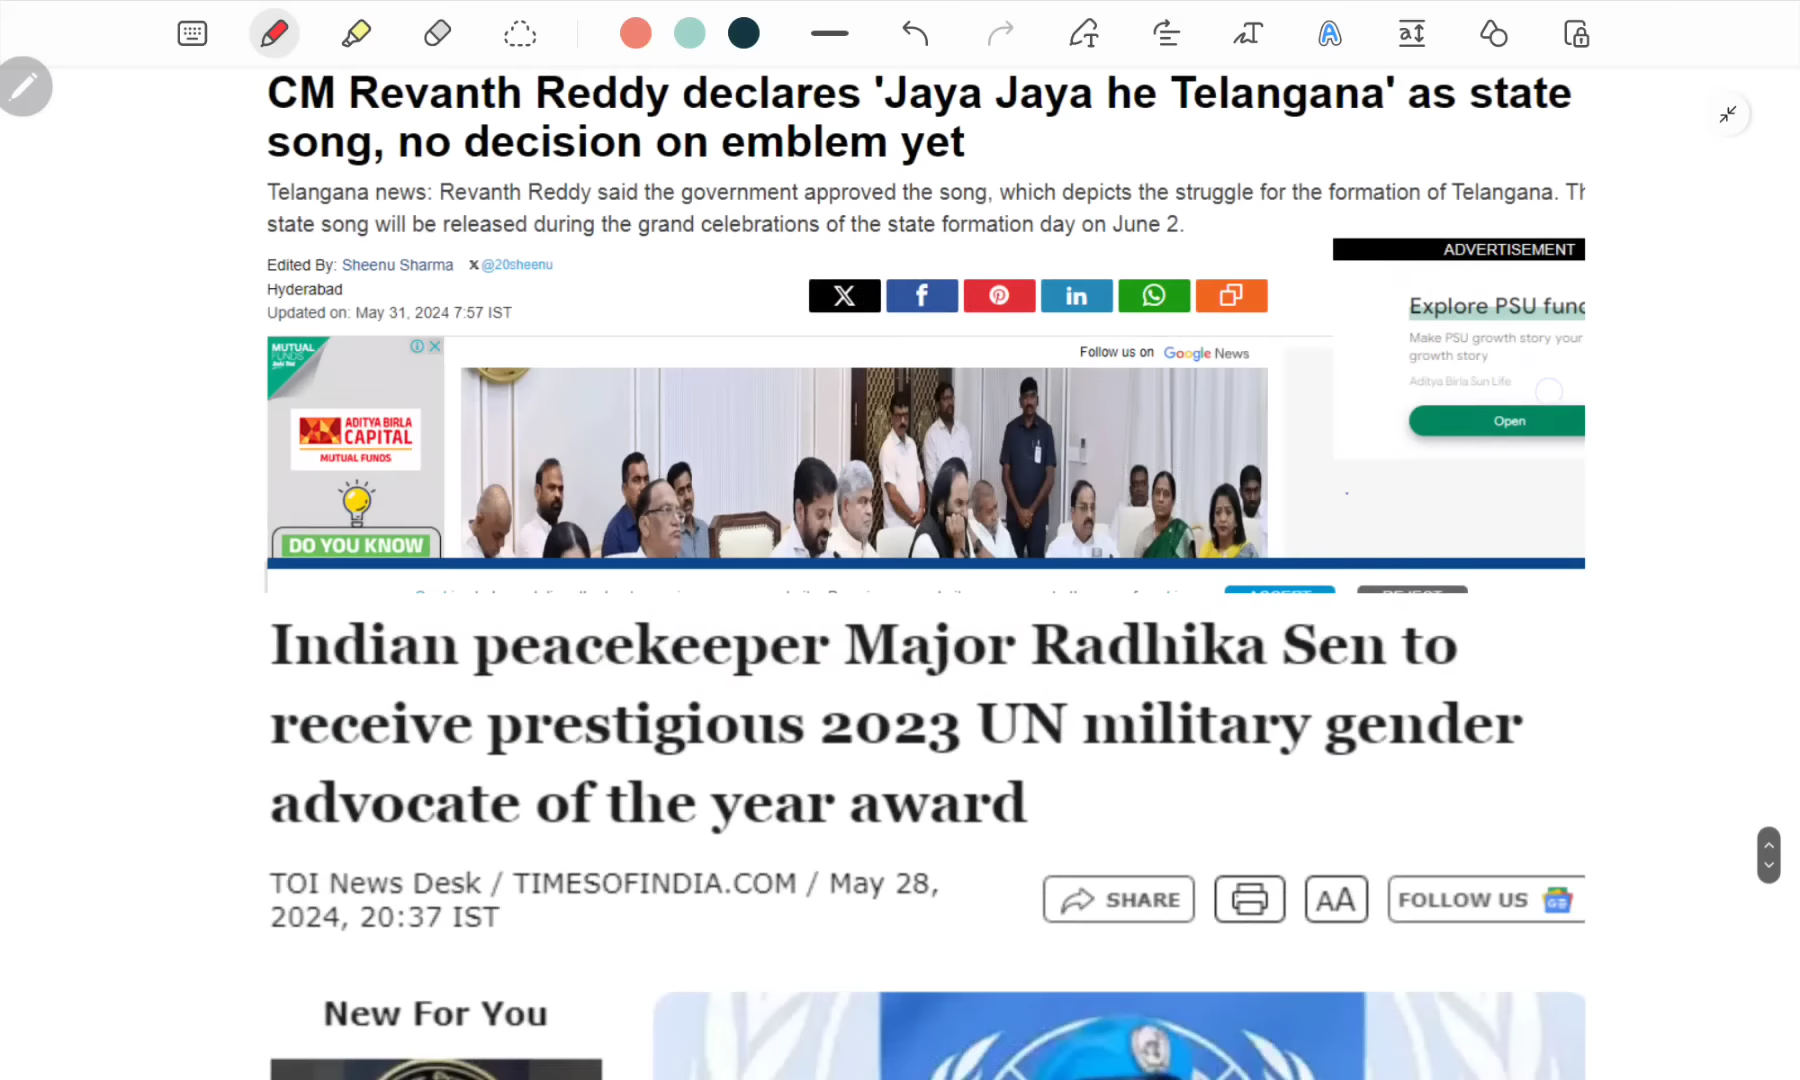 CM Revanth Reddy declares 'Jaya Jaya he Telangana' as state
song, no decision on emblem yet
Telangana news: Revanth Reddy said the government approved the song, which depicts the struggle for the formation of Telangana. Th
state song will be released during the grand celebrations of the state formation day on June 2.
ADVERTISEMENT
Edited By: Sheenu Sharma X @20sheenu
Hyderabad
Updated on: May 31, 2024 7:57 IST
Explore PSU func
Make PSU growth story your
growth story
Aditya Birla Sun Life
Open
Follow us on Google News
MUTUAL
FUNDS
ADITYA BIRLA
CAPITAL
MUTUAL FUNDS
DO YOU KNOW
Indian peacekeeper Major Radhika Sen to
receive prestigious 2023 UN military gender
advocate of the year award
TOI News Desk / TIMESOFINDIA.COM / May 28,
2024, 20:37 IST
SHARE
AA
FOLLOW US
New For You